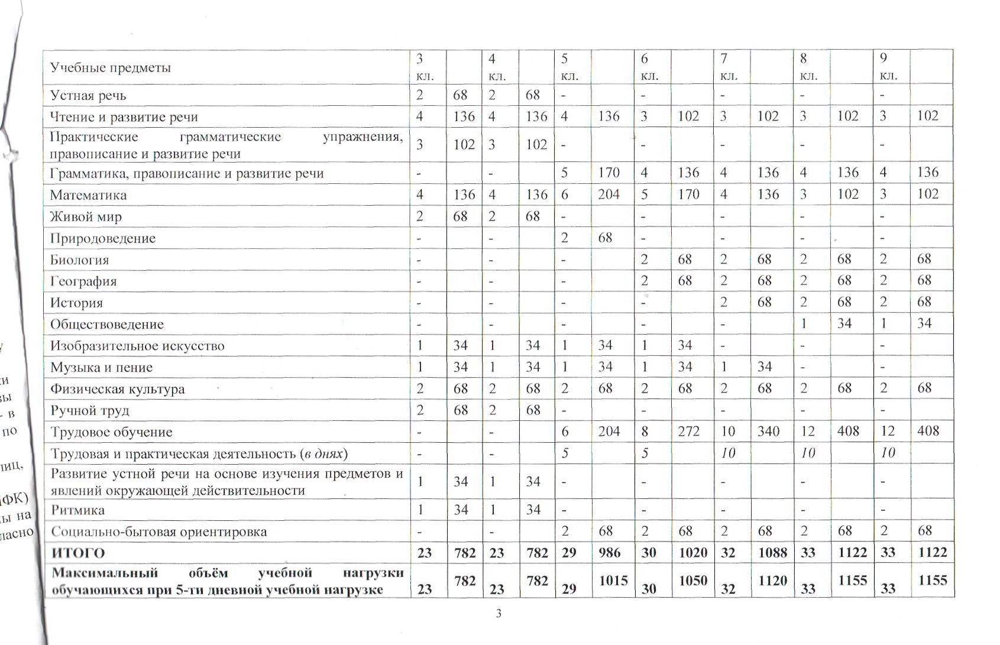 Учебные предметы 3 кл. 4 кл. 5 кл. 6 кл. 7 кл. 8 кл. 9 кл.
Устная речь 2 68 2 68 - - - - -
Чтение и развитие речи 4 136 4 136 4 136 3 102 3 102 3 102 3 102
Практические грамматические упражнения,
правописание и развитие речи 3 102 3 102 - - - - -
Грамматика, правописание и развитие речи - - 5 170 4 136 4 136 4 136 4 136
Математика 4 136 4 136 6 204 5 170 4 136 3 102 3 102
Живой мир 2 68 2 68 - - - - -
Природоведение - - 2 68 - - - -
Биология - - - 2 68 2 68 2 68 2 68
География - - - 2 68 2 68 2 68 2 68
История - - - - 2 68 2 68 2 68
Обществоведение - - - - - 1 34 1 34
Изобразительное искусство 1 34 1 34 1 34 1 34 - - -
Музыка и пение 1 34 1 34 1 34 1 34 1 34 - -
Физическая культура 2 68 2 68 2 68 2 68 2 68 2 68 2 68
Ручной труд 2 68 2 68 - - - - -
Трудовое обучение - - 6 204 8 272 10 340 12 408 12 408
Трудовая и практическая деятельность (в днях) - - 5 5 10 10 10
Развитие устной речи на основе изучения предметов и
явлений окружающей действительности 1 34 1 34 - - - - -
Ритмика 1 34 1 34 - - - - -
Социально-бытовая ориентировка - - 2 68 2 68 2 68 2 68 2 68
ИТОГО 23 782 23 782 29 986 30 1020 32 1088 33 1122 33 1122
Максимальный объём учебной нагрузки
обучающихся при 5-ти дневной учебной нагрузке 23 782 23 782 29 1015 30 1050 32 1120 33 1155 33 1155
3
- в
по